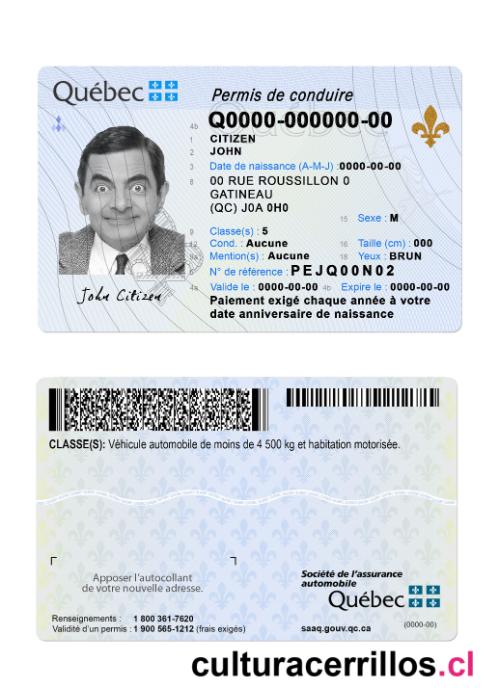 Québec
Permis de conduire
4b Q0000-000000-00
1 CITIZEN
2 JOHN
3 Date de naissance (A-M-J) :0000-00-00
8 00 RUE ROUSSILLON 0
GATINEAU
(QC) J0A 0H0
15 Sexe : M
9 Classe(s) : 5
12 Cond. : Aucune 16 Taille (cm) : 000
9a Mention(s) : Aucune 18 Yeux : BRUN
N° de référence : PEJQ00N02
4a Valide le : 0000-00-00 4b Expire le : 0000-00-00
Paiement exigé chaque année à votre
date anniversaire de naissance
John Citizen
CLASSE(S): Véhicule automobile de moins de 4 500 kg et habitation motorisée.
Apposer l'autocollant
de votre nouvelle adresse.
Société de l'assurance
automobile
Québec
Renseignements : 1 800 361-7620
Validité d'un permis : 1 900 565-1212 (frais exigés)
saaq.gouv.qc.ca
(0000-00)
culturacerrillos.cl